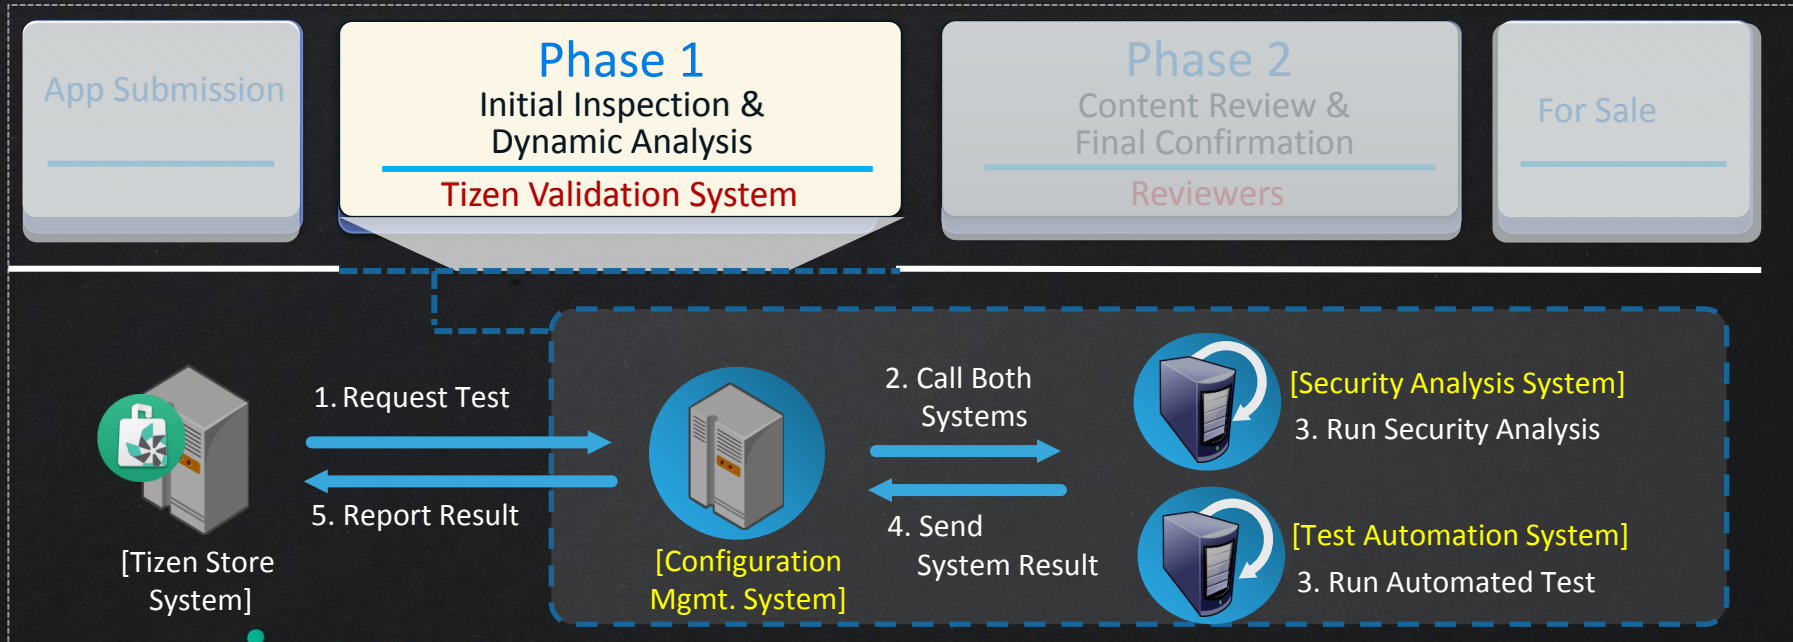 App Submission
Phase 1
Initial Inspection &
Dynamic Analysis
Tizen Validation System
Phase 2
Content Review &
Final Confirmation
Reviewers
For Sale
1. Request Test
5. Report Result
[Tizen Store
System]
[Configuration
Mgmt. System]
2. Call Both
Systems
4. Send
System Result
[Security Analysis System]
3. Run Security Analysis
[Test Automation System]
3. Run Automated Test